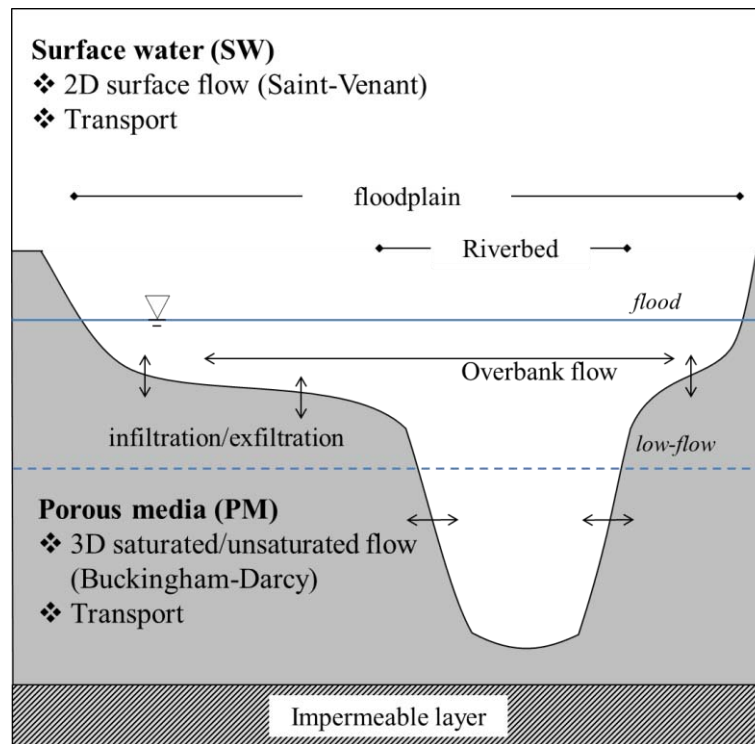 Surface water (SW)
❖ 2D surface flow (Saint-Venant)
❖ Transport
floodplain
Riverbed
flood
Overbank flow
infiltration/exfiltration
low-flow
Porous media (PM)
❖ 3D saturated/unsaturated flow
(Buckingham-Darcy)
❖ Transport
Impermeable layer